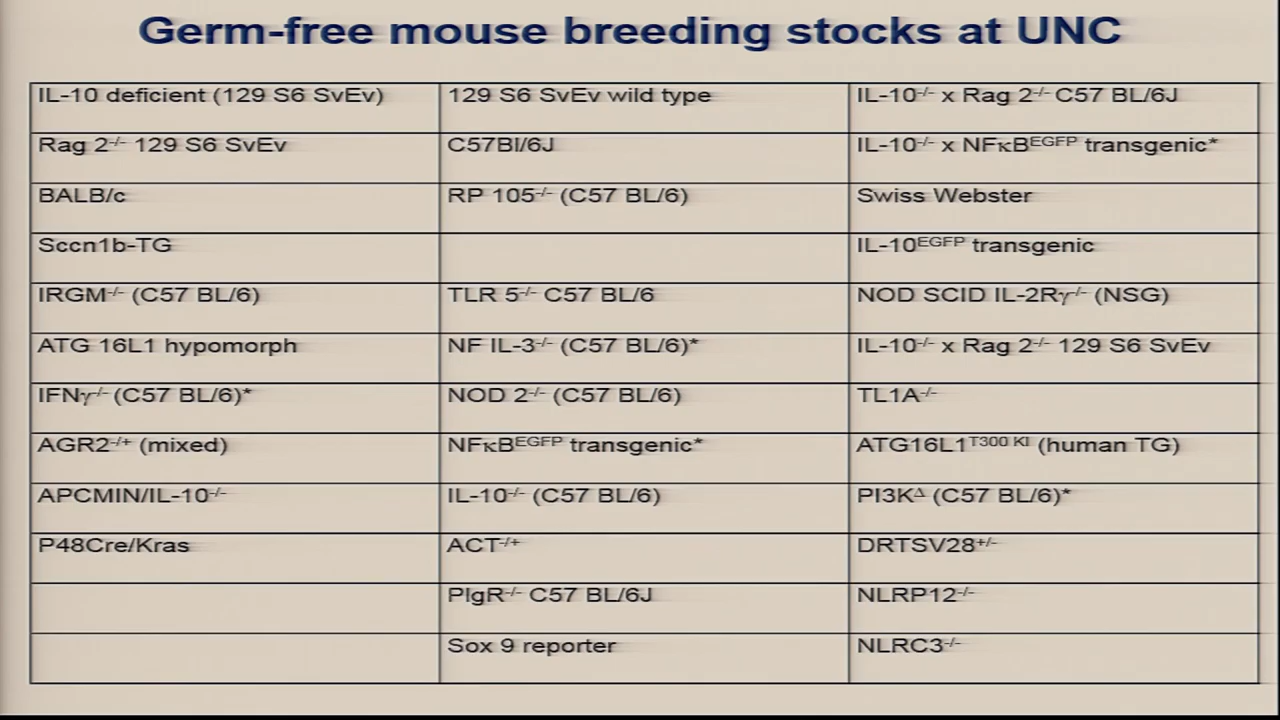 Germ-free mouse breeding stocks at UNC
IL-10 deficient (129 S6 SvEv) 129 S6 SvEv wild type IL-10-/- x Rag 2-/- C57 BL/6J
Rag 2-/- 129 S6 SvEv C57Bl/6J IL-10-/- x NFκBEGFP transgenic*
BALB/c RP 105-/- (C57 BL/6) Swiss Webster
Sccn1b-TG IL-10EGFP transgenic
IRGM-/- (C57 BL/6) TLR 5-/- C57 BL/6 NOD SCID IL-2Rγ-/- (NSG)
ATG 16L1 hypomorph NF IL-3-/- (C57 BL/6)* IL-10-/- x Rag 2-/- 129 S6 SvEv
IFNγ-/- (C57 BL/6)* NOD 2-/- (C57 BL/6) TL1A-/-
AGR2-/+ (mixed) NFκBEGFP transgenic* ATG16L1T300 KI (human TG)
APCMIN/IL-10-/- IL-10-/- (C57 BL/6) PI3KΔ (C57 BL/6)*
P48Cre/Kras ACT-/+ DRTSV28+/-
PIgR-/- C57 BL/6J NLRP12-/-
Sox 9 reporter NLRC3-/-